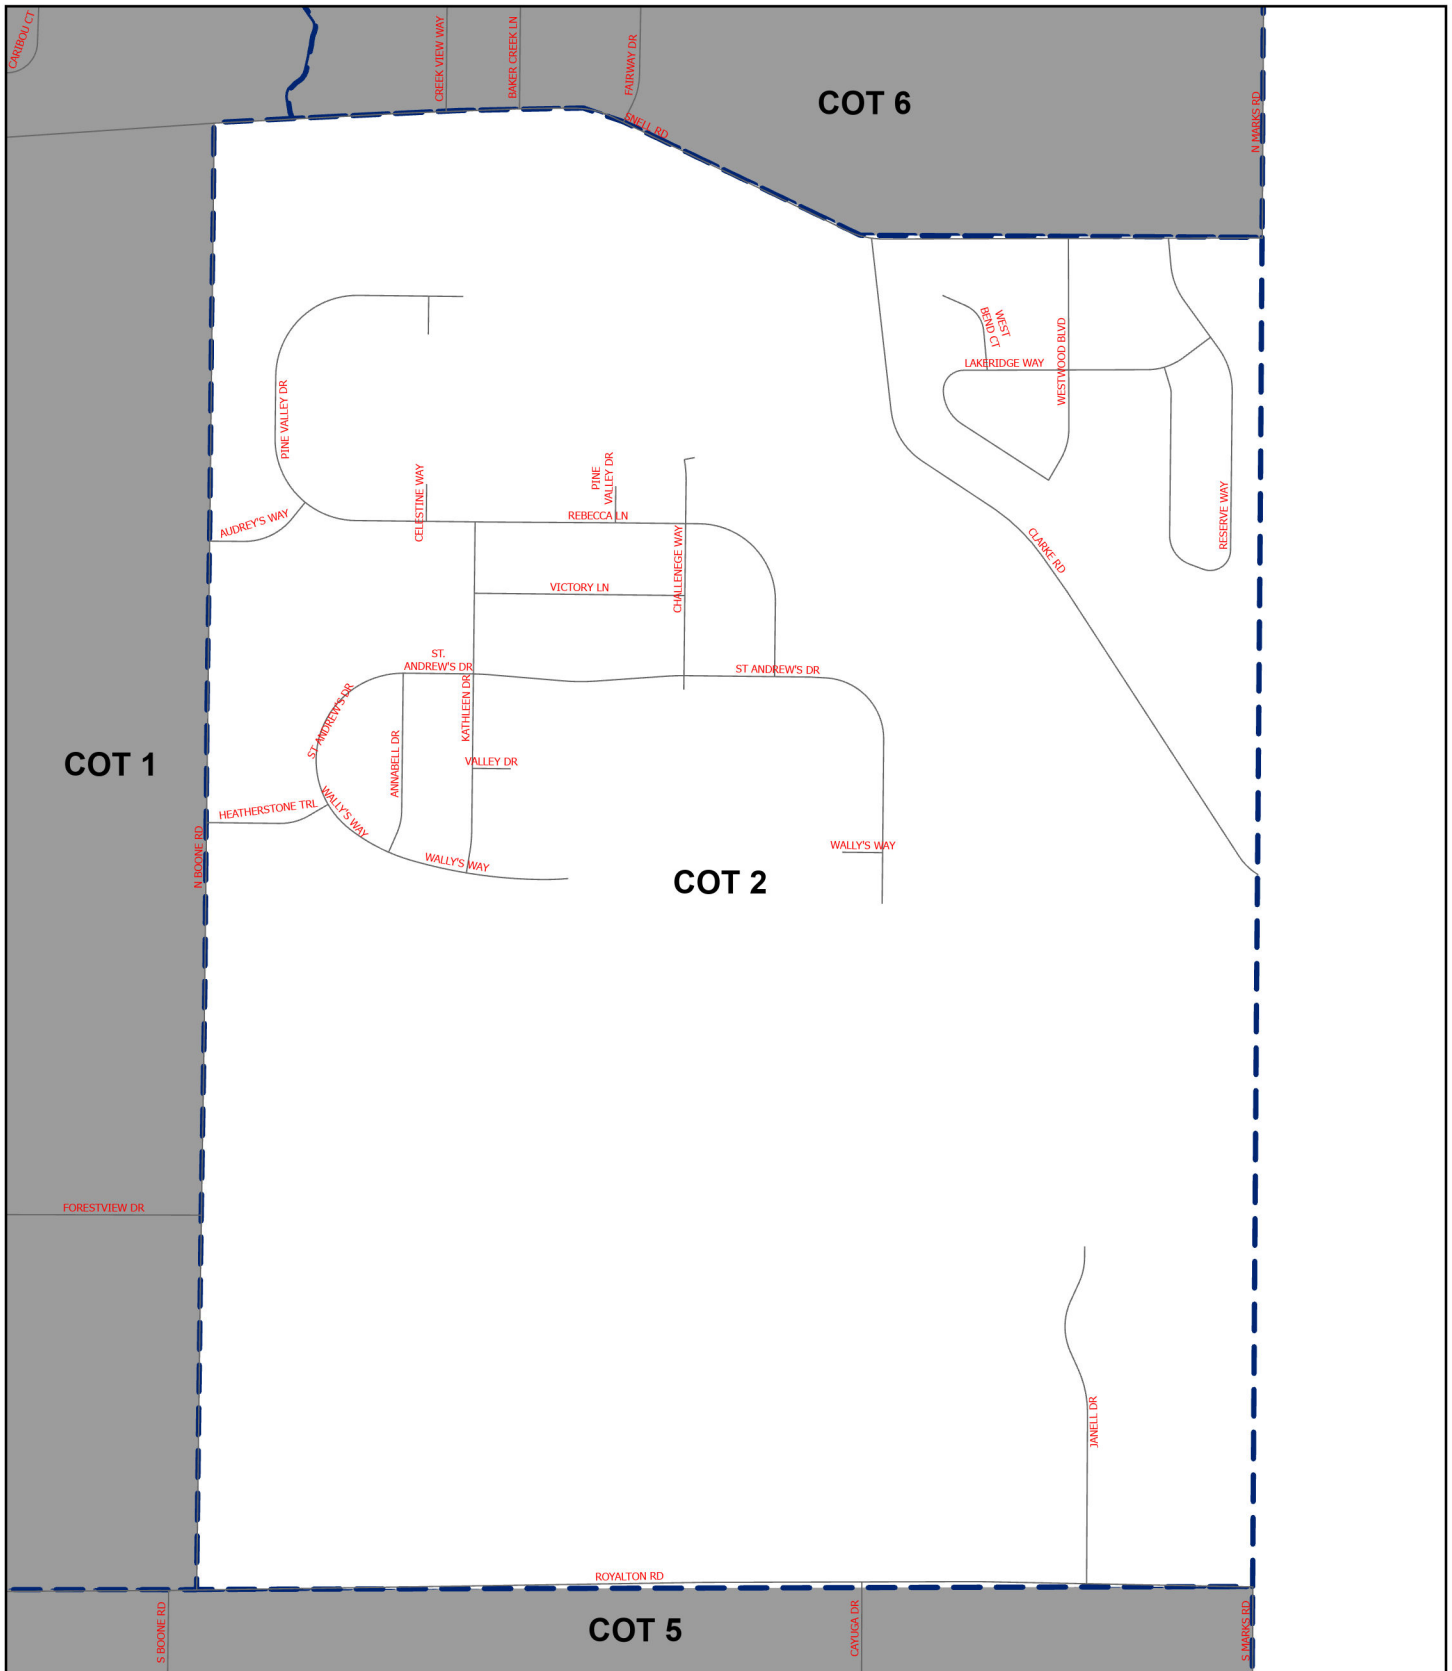 CARIBOU CT
CREEK VIEW WAY
BAKER CREEK LN
FAIRWAY DR
SNELL RD
COT 6
N MARKS RD
WEST
BEND CT
LAKERIDGE WAY
WESTWOOD BLVD
RESERVE WAY
CLARKE RD
PINE VALLEY DR
AUDREY'S WAY
CELESTINE WAY
PINE
VALLEY DR
REBECCA LN
CHALLENEGE WAY
VICTORY LN
ST.
ANDREW'S DR
ST ANDREW'S DR
ST ANDREW'S DR
KATHLEEN DR
ANNABELL DR
VALLEY DR
COT 1
HEATHERSTONE TRL
WALLY'S WAY
WALLY'S WAY
WALLY'S WAY
N BOONE RD
COT 2
FORESTVIEW DR
JANELL DR
ROYALTON RD
S BOONE RD
COT 5
CAYUGA DR
S MARKS RD